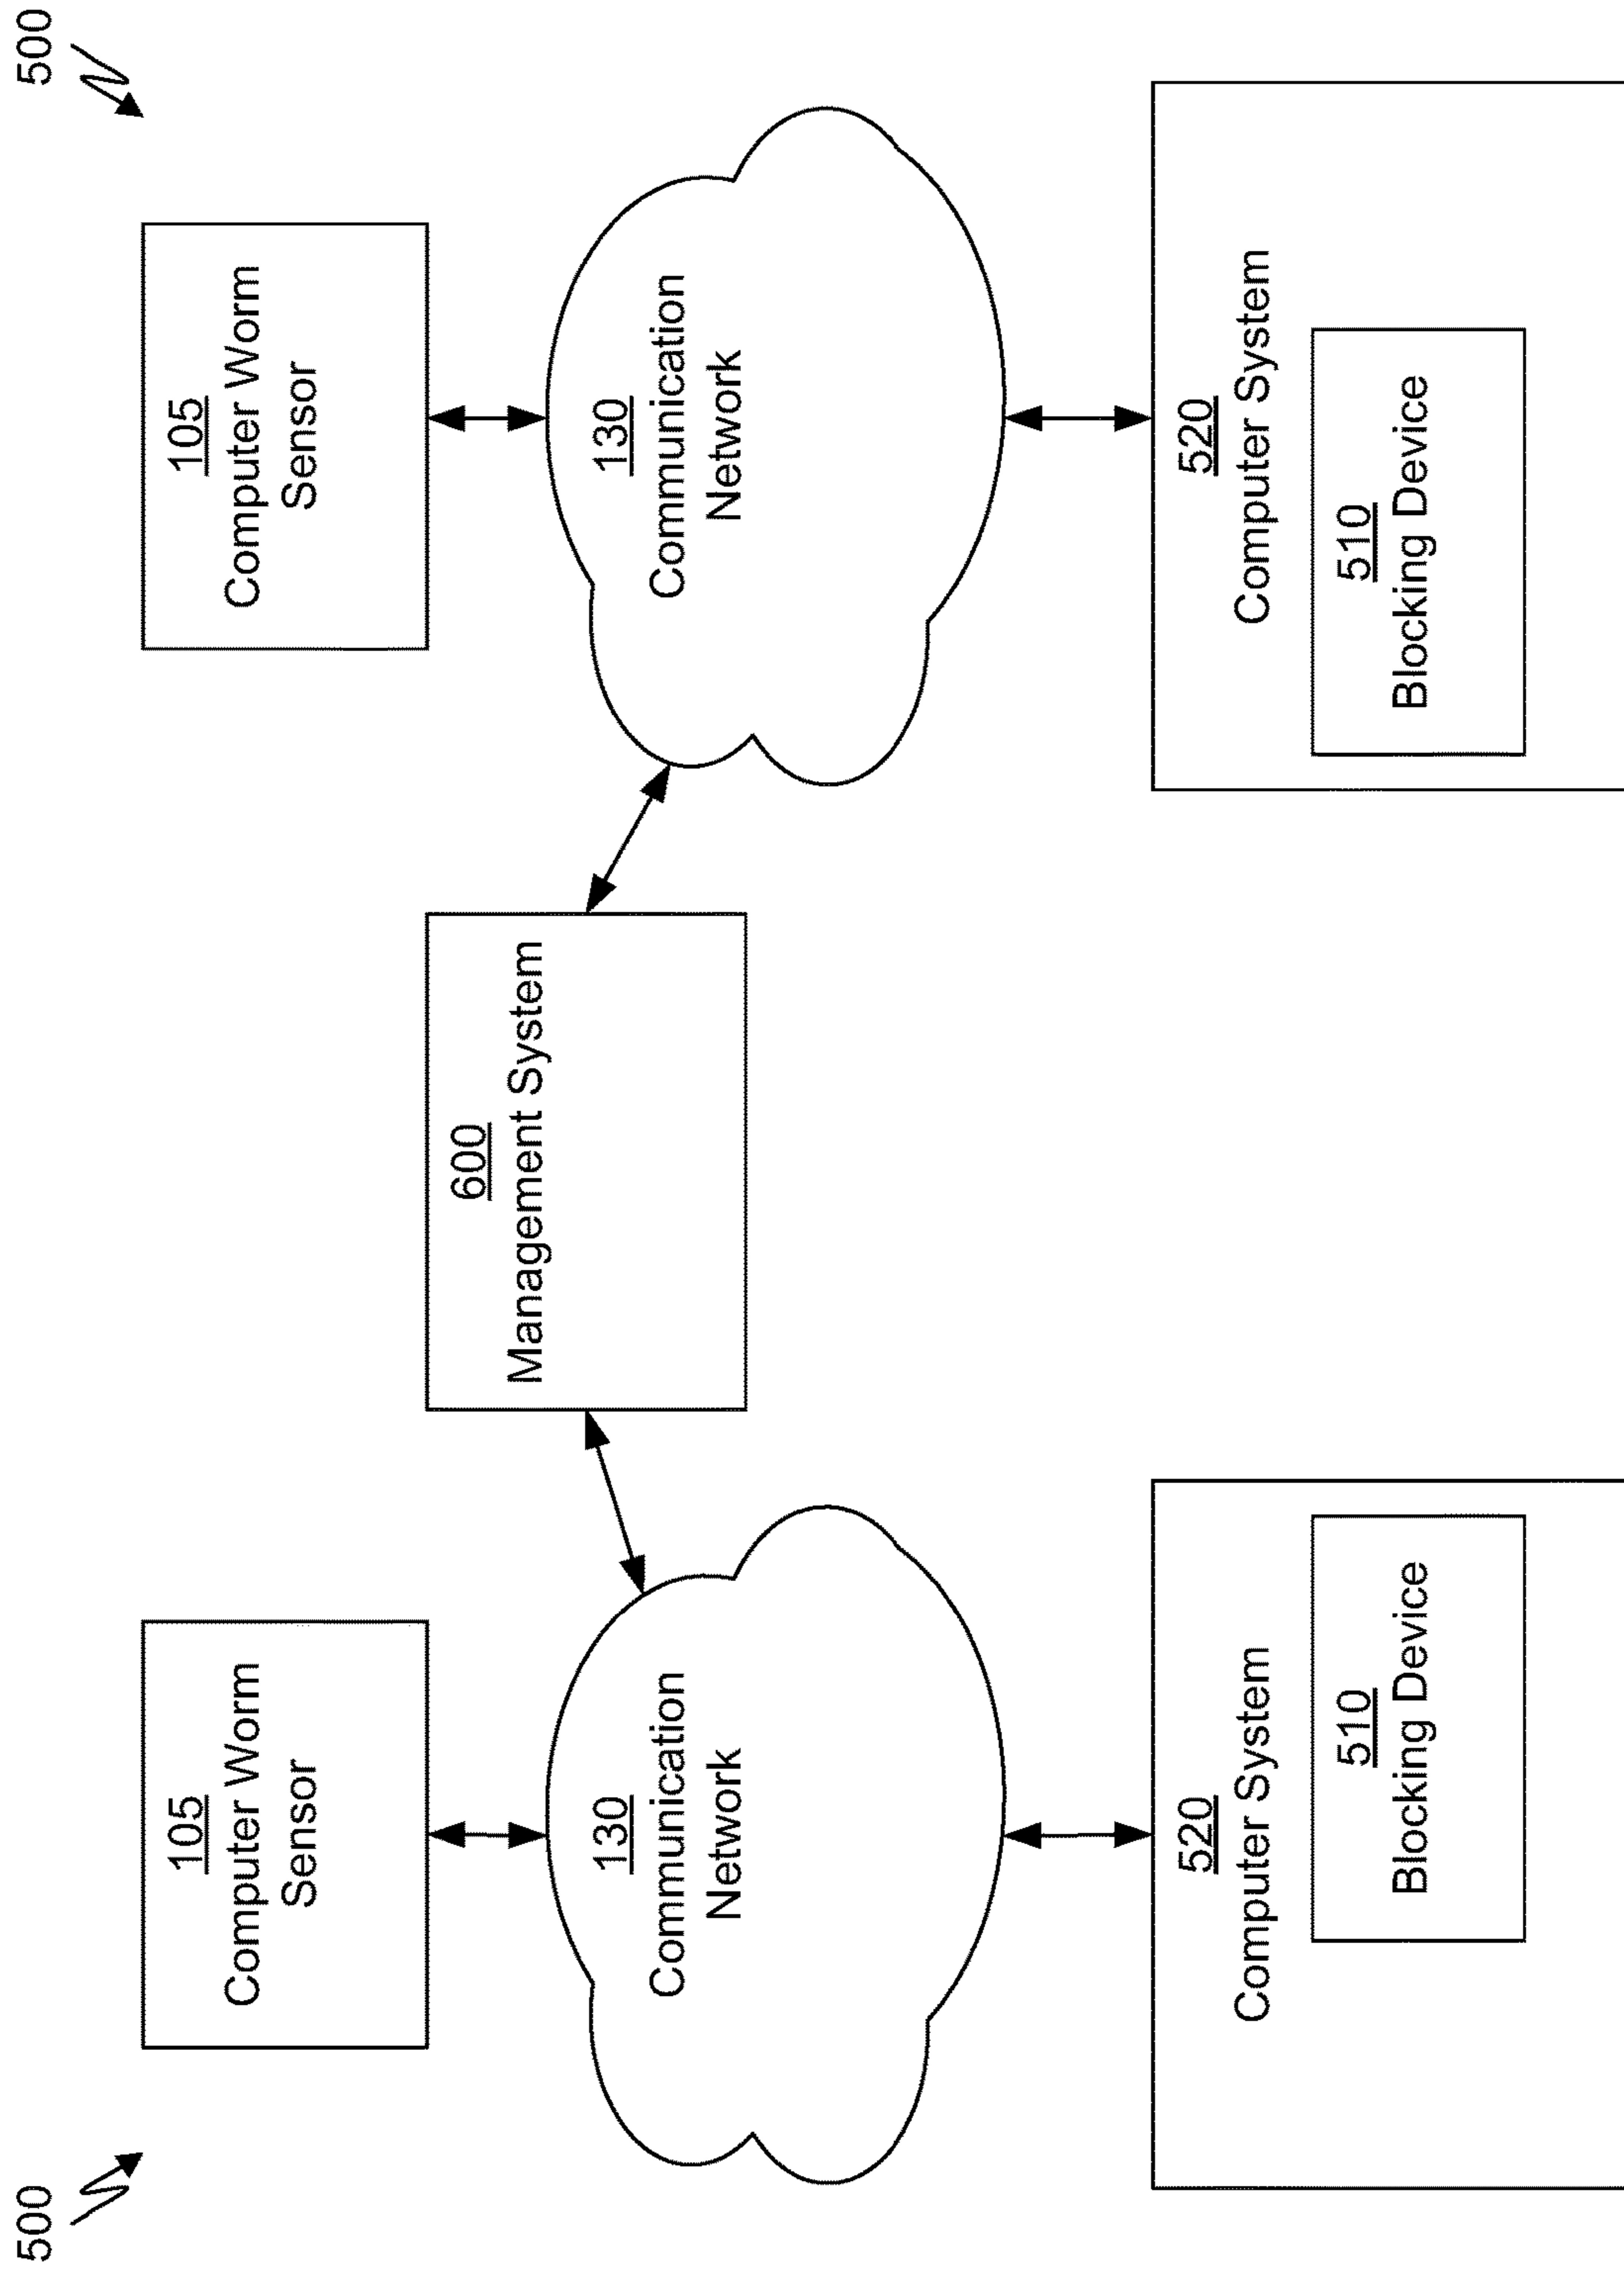 500
500
105
Computer Worm
Sensor
105
Computer Worm
Sensor
600
Management System
130
Communication
Network
130
Communication
Network
520
Computer System
510
Blocking Device
520
Computer System
510
Blocking Device